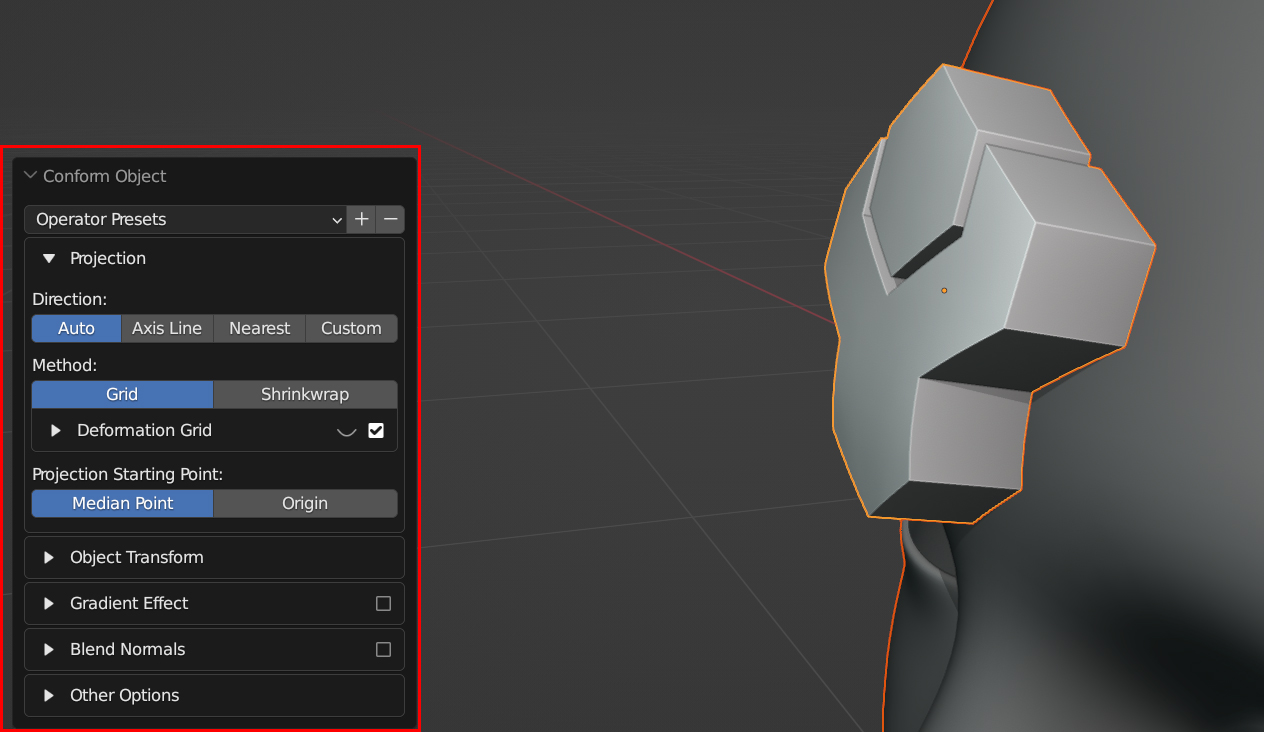 Conform Object
Operator Presets
Projection
Direction:
Auto Axis Line Nearest Custom
Method:
Grid Shrinkwrap
Deformation Grid
Projection Starting Point:
Median Point Origin
Object Transform
Gradient Effect
Blend Normals
Other Options